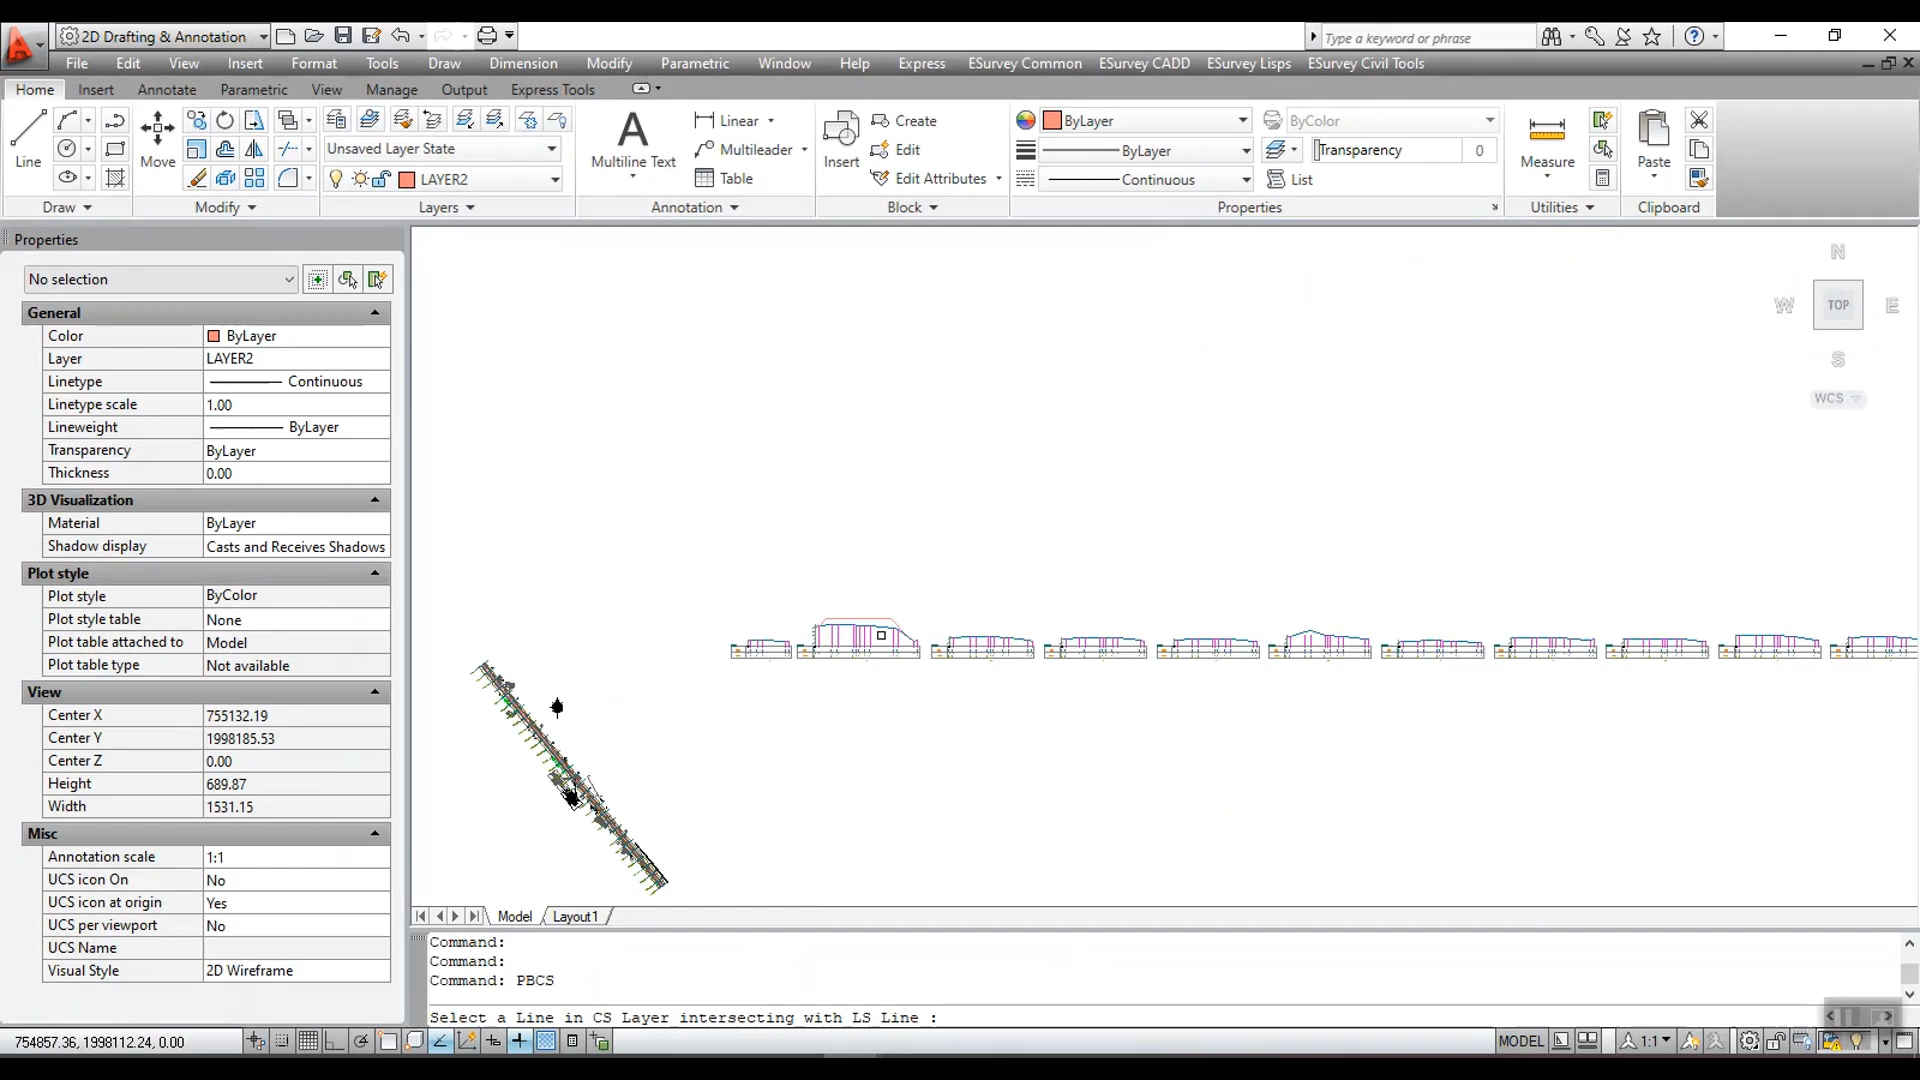 2D Drafting & Annotation
Type a keyword or phrase
File Edit View Insert Format Tools Draw Dimension Modify Parametric Window Help Express ESurvey Common ESurvey CADD ESurvey Lisps ESurvey Civil Tools
Home Insert Annotate Parametric View Manage Output Express Tools
Line
Move
Unsaved Layer State
LAYER2
Multiline Text
Linear
Multileader
Table
Insert
Create
Edit
Edit Attributes
ByLayer
ByLayer
Continuous
ByColor
Transparency 0
List
Measure
Paste
Draw Modify Layers Annotation Block Properties Utilities Clipboard
Properties
No selection
General
Color ByLayer
Layer LAYER2
Linetype Continuous
Linetype scale 1.00
Lineweight ByLayer
Transparency ByLayer
Thickness 0.00
3D Visualization
Material ByLayer
Shadow display Casts and Receives Shadows
Plot style
Plot style ByColor
Plot style table None
Plot table attached to Model
Plot table type Not available
View
Center X 755132.19
Center Y 1998185.53
Center Z 0.00
Height 689.87
Width 1531.15
Misc
Annotation scale 1:1
UCS icon On No
UCS icon at origin Yes
UCS per viewport No
UCS Name
Visual Style 2D Wireframe
N
W TOP E
S
WCS
Model Layout1
Command:
Command:
Command: PBCS
Select a Line in CS Layer intersecting with LS Line :
754857.36, 1998112.24, 0.00
MODEL 1:1